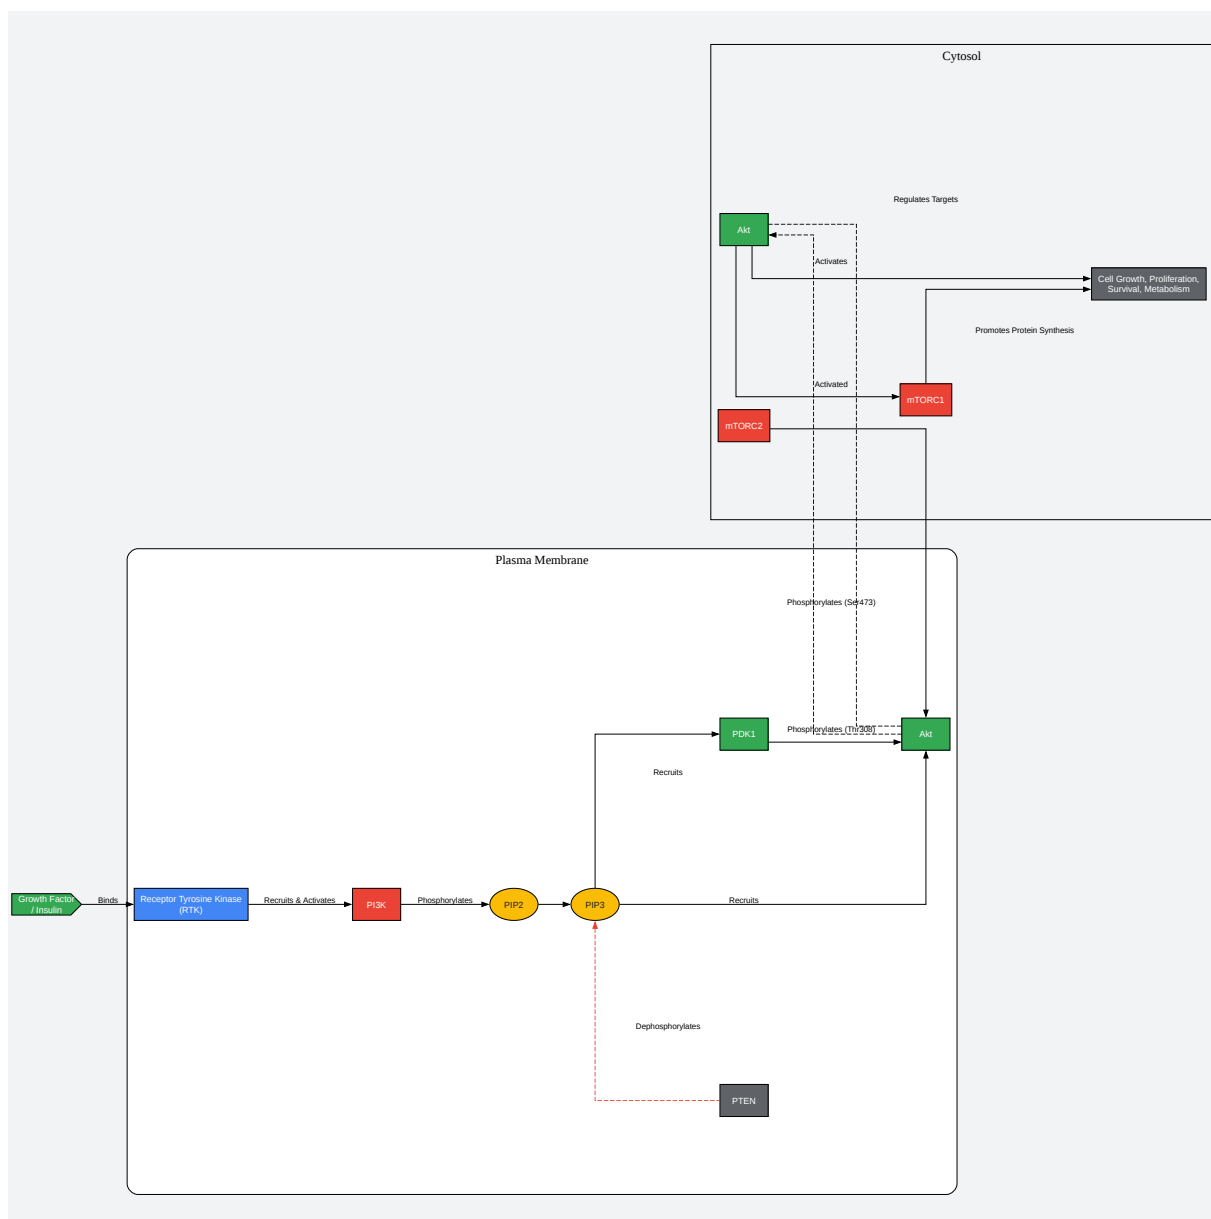 Cytosol
Regulates Targets
Akt
Activates
Cell Growth, Proliferation,
Survival, Metabolism
Promotes Protein Synthesis
Activated
mTORC1
mTORC2
Plasma Membrane
Phosphorylates (Ser473)
Phosphorylates (Thr308)
PDK1
Akt
Recruits
Growth Factor
/ Insulin
Binds
Receptor Tyrosine Kinase
(RTK)
Recruits & Activates
PI3K
Phosphorylates
PIP2
PIP3
Recruits
Dephosphorylates
PTEN